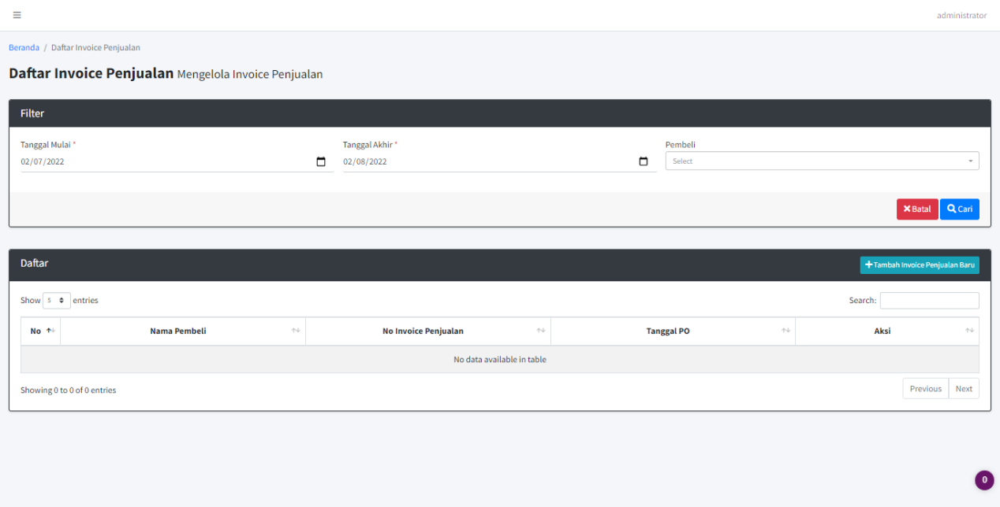 administrator
Beranda / Daftar Invoice Penjualan
Daftar Invoice Penjualan Mengelola Invoice Penjualan
Filter
Tanggal Mulai * Tanggal Akhir * Pembeli
02/07/2022 02/08/2022 Select
Batal Cari
Daftar Tambah Invoice Penjualan Baru
Show 5 entries Search:
No Nama Pembeli No Invoice Penjualan Tanggal PO Aksi
No data available in table
Showing 0 to 0 of 0 entries Previous Next
0